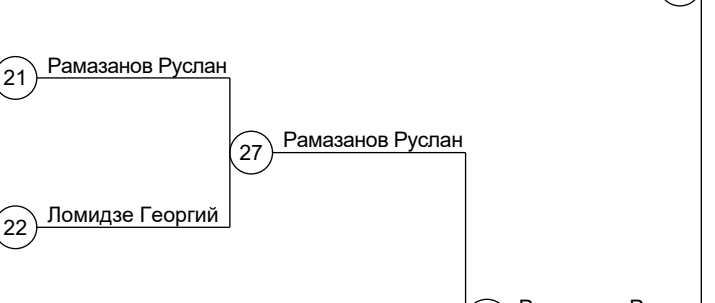 21 Рамазанов Руслан
27 Рамазанов Руслан
22 Ломидзе Георгий